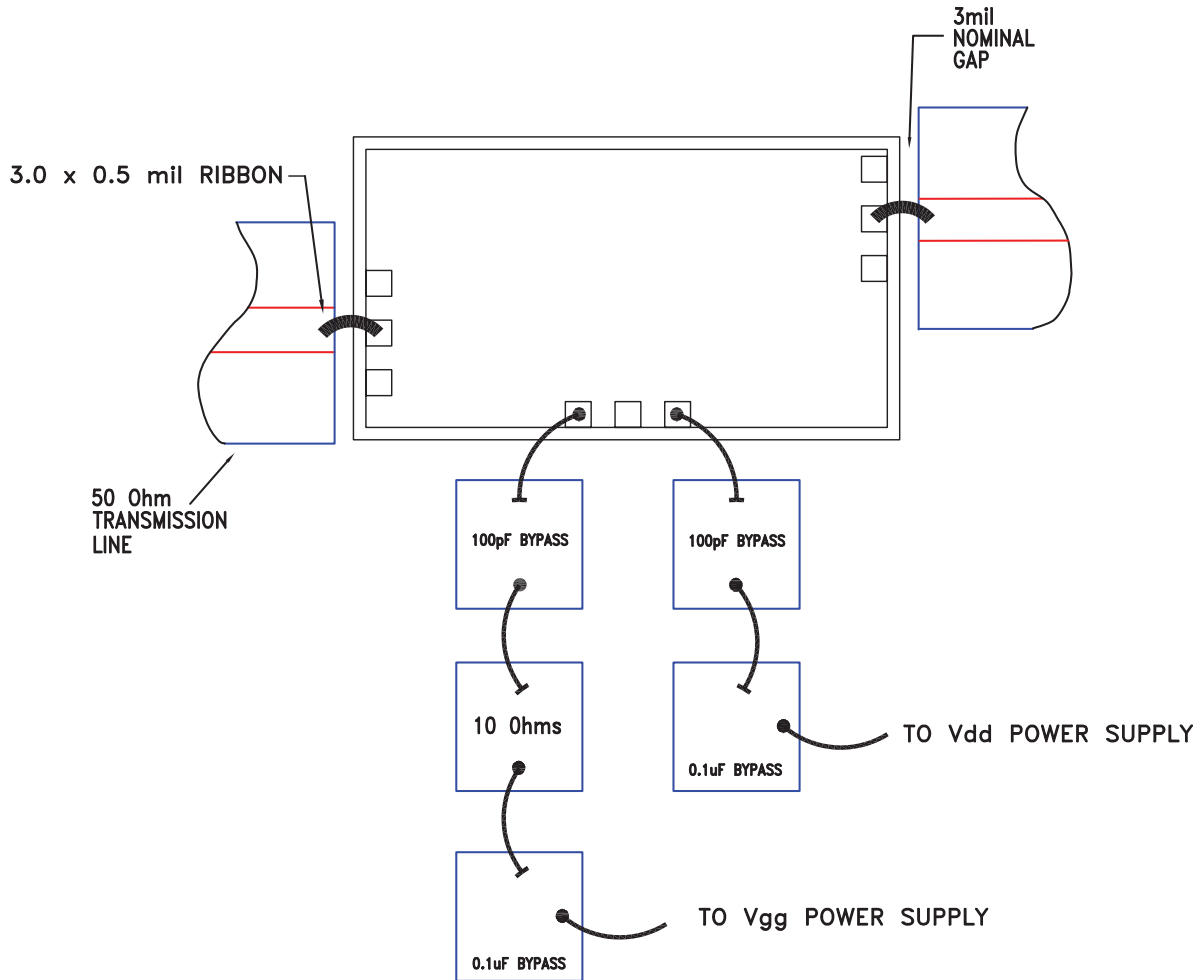 3mil
NOMINAL
GAP
3.0 x 0.5 mil RIBBON
50 Ohm
TRANSMISSION
LINE
100pF BYPASS
100pF BYPASS
10 Ohms
0.1uF BYPASS
TO Vdd POWER SUPPLY
0.1uF BYPASS
TO Vgg POWER SUPPLY